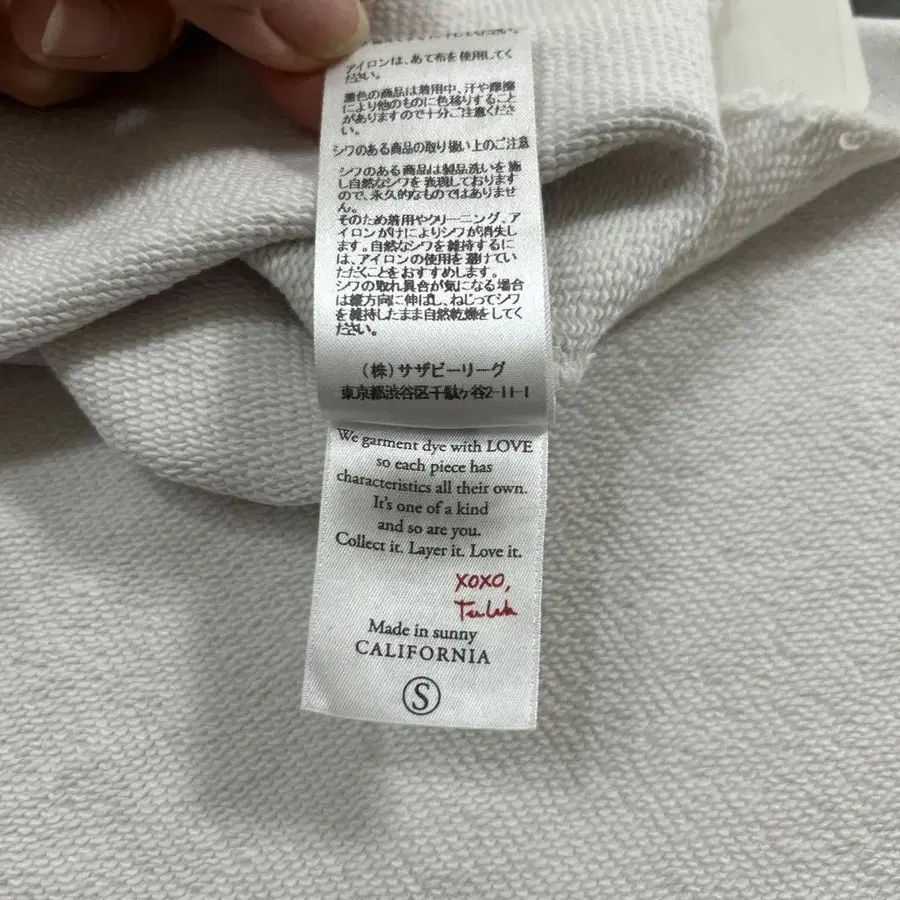 アイロンは、あて布を使用してく
ださい。
濃色の商品は着用中、汗や摩擦
により他のものに色移りすること
がありますので十分ご注意くださ
い。
シワのある商品の取り扱い上のご注意
シワのある商品は製品洗いを施
し自然なシワを表現しております
ので、永久的なものではありませ
ん。
そのため着用やクリーニング、ア
イロンがけによりシワが消失し
ます。自然なシワを維持するに
は、アイロンの使用を避けてい
ただくことをおすすめします。
シワの取れ具合が気になる場合
は縦方向に伸ばし、ねじってシワ
を維持したまま自然乾燥をしてく
ださい。
(株)サザビーリーグ
東京都渋谷区千駄ヶ谷2-11-1
We garment dye with LOVE
so each piece has
characteristics all their own.
It's one of a kind
and so are you.
Collect it. Layer it. Love it.
XOXO,
Made in sunny
CALIFORNIA
S